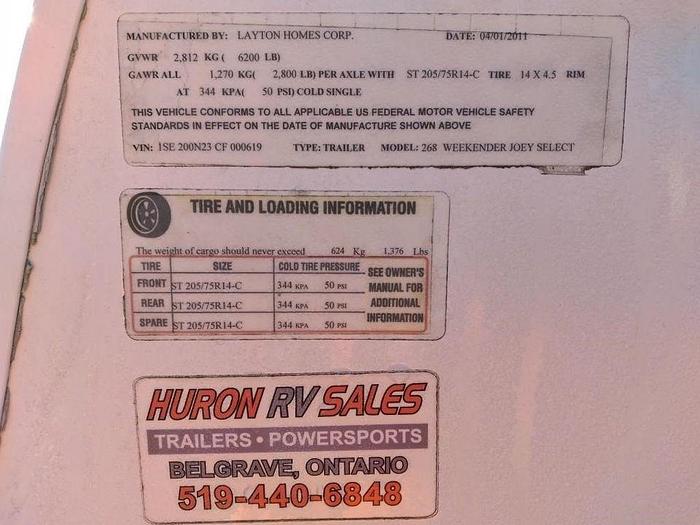 MANUFACTURED BY: LAYTON HOMES CORP. DATE: 04/01/2011
GVWR 2,812 KG ( 6200 LB)
GAWR ALL 1,270 KG( 2,800 LB) PER AXLE WITH ST 205/75R14-C TIRE 14 X 4.5 RIM
AT 344 KPA( 50 PSI) COLD SINGLE
THIS VEHICLE CONFORMS TO ALL APPLICABLE US FEDERAL MOTOR VEHICLE SAFETY
STANDARDS IN EFFECT ON THE DATE OF MANUFACTURE SHOWN ABOVE
VIN: 1SE 200N23 CF 000619 TYPE: TRAILER MODEL: 268 WEEKENDER JOEY SELECT
TIRE AND LOADING INFORMATION
The weight of cargo should never exceed 624 Kg 1,376 Lbs
TIRE SIZE COLD TIRE PRESSURE SEE OWNER'S
FRONT ST 205/75R14-C 344 KPA 50 PSI MANUAL FOR
REAR ST 205/75R14-C 344 KPA 50 PSI ADDITIONAL
SPARE ST 205/75R14-C 344 KPA 50 PSI INFORMATION
HURON RV SALES
TRAILERS • POWERSPORTS
BELGRAVE, ONTARIO
519-440-6848